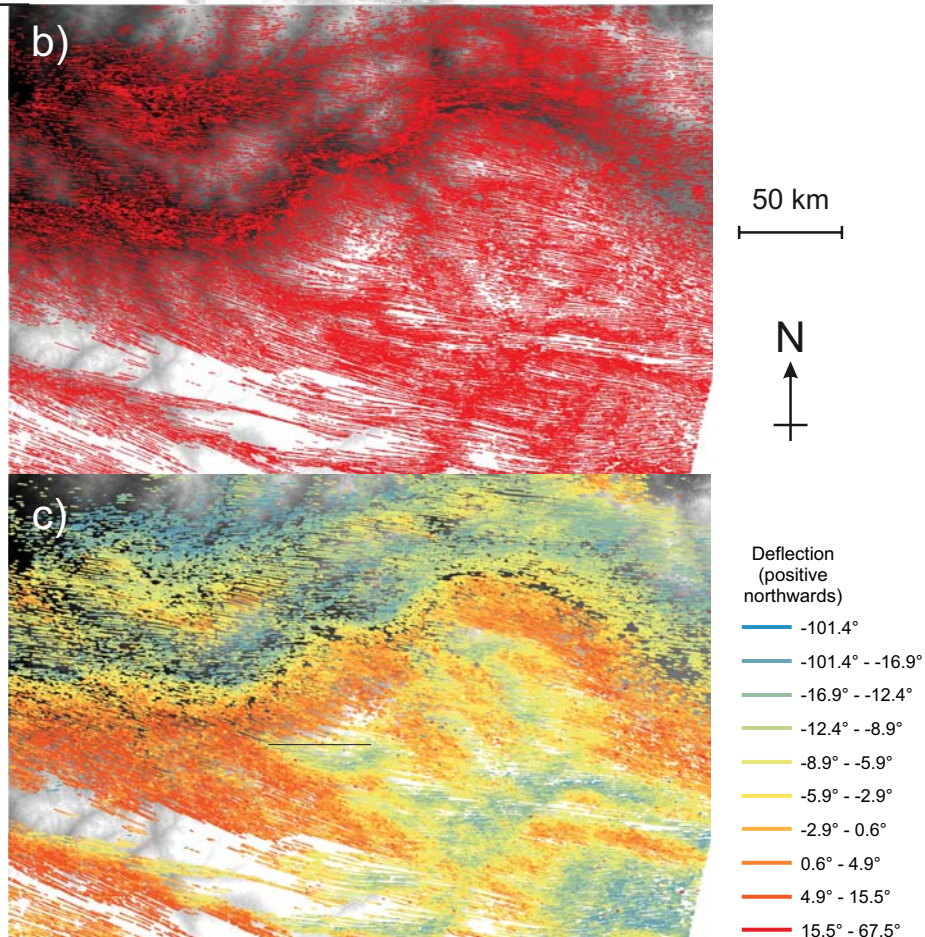 b)
50 km
N
c)
Deflection
(positive
northwards)
-101.4°
-101.4° - -16.9°
-16.9° - -12.4°
-12.4° - -8.9°
-8.9° - -5.9°
-5.9° - -2.9°
-2.9° - 0.6°
0.6° - 4.9°
4.9° - 15.5°
15.5° - 67.5°